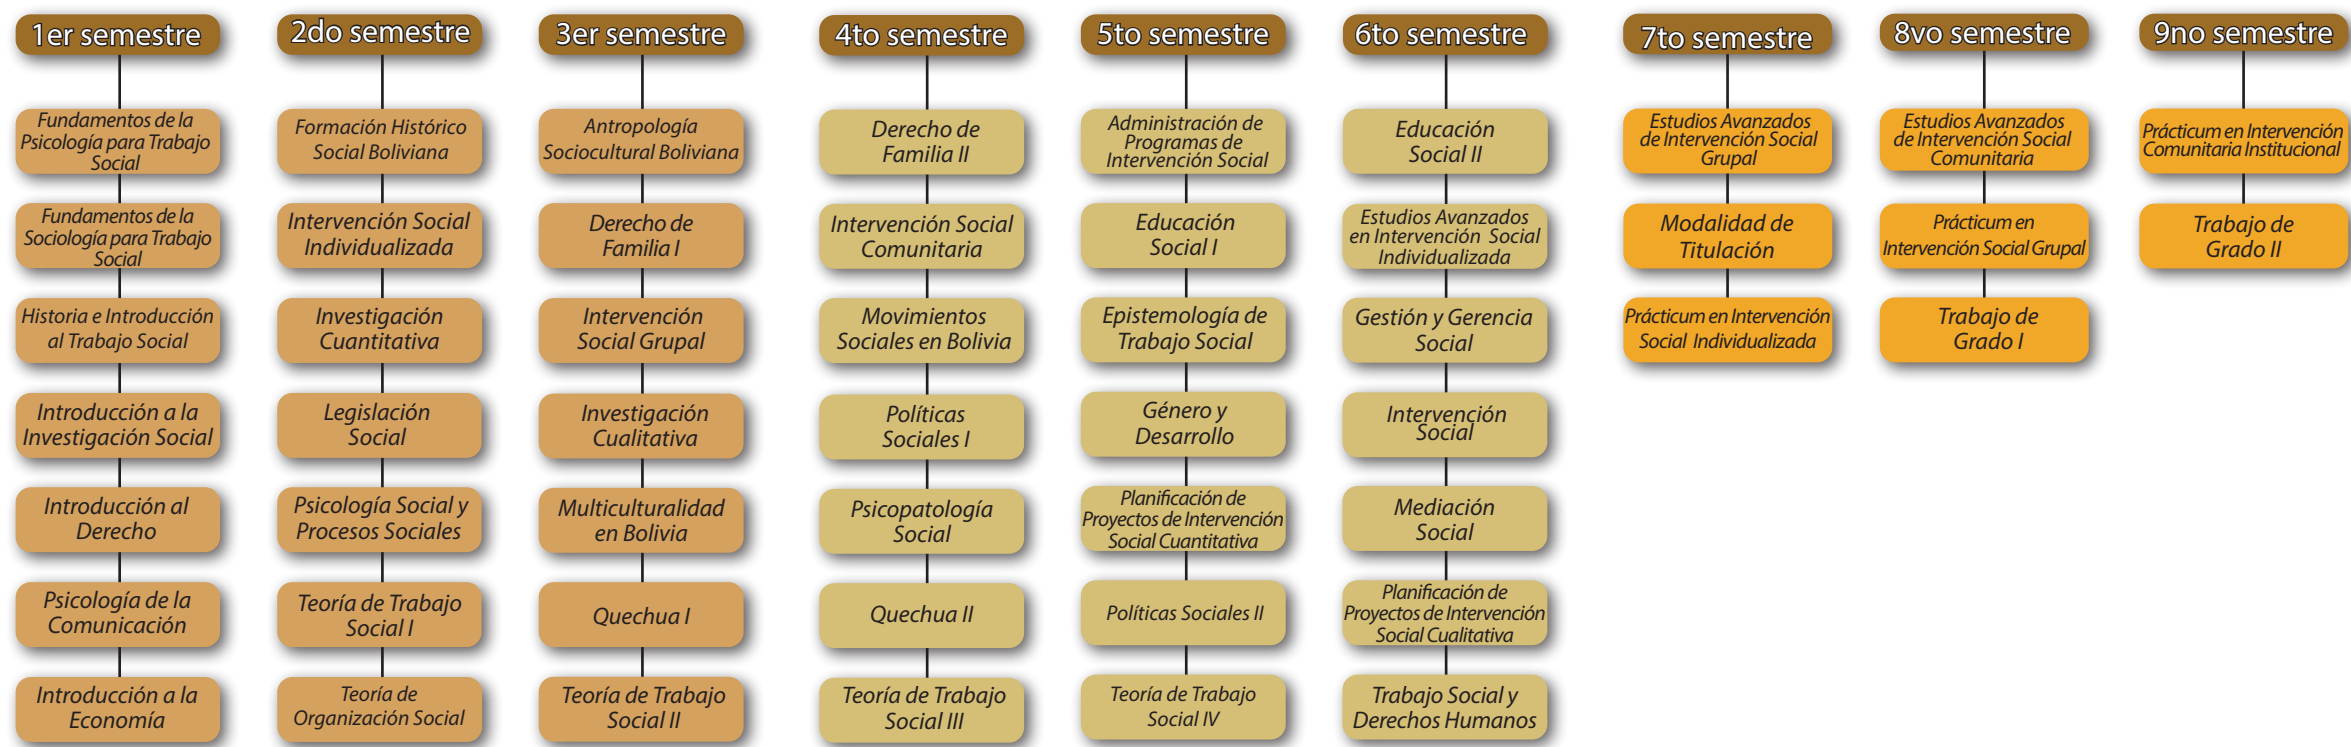 1er semestre
Fundamentos de la
Psicología para Trabajo
Social
Fundamentos de la
Sociología para Trabajo
Social
Historia e Introducción
al Trabajo Social
Introducción a la
Investigación Social
Introducción al
Derecho
Psicología de la
Comunicación
Introducción a la
Economía
2do semestre
Formación Histórico
Social Boliviana
Intervención Social
Individualizada
Investigación
Cuantitativa
Legislación
Social
Psicología Social y
Procesos Sociales
Teoría de Trabajo
Social I
Teoría de
Organización Social
3er semestre
Antropología
Sociocultural Boliviana
Derecho de
Familia I
Intervención
Social Grupal
Investigación
Cualitativa
Multiculturalidad
en Bolivia
Quechua I
Teoría de Trabajo
Social II
4to semestre
Derecho de
Familia II
Intervención Social
Comunitaria
Movimientos
Sociales en Bolivia
Políticas
Sociales I
Psicopatología
Social
Quechua II
Teoría de Trabajo
Social III
5to semestre
Administración de
Programas de
Intervención Social
Educación
Social I
Epistemología de
Trabajo Social
Género y
Desarrollo
Planificación de
Proyectos de Intervención
Social Cuantitativa
Políticas Sociales II
Teoría de Trabajo
Social IV
6to semestre
Educación
Social II
Estudios Avanzados
en Intervención Social
Individualizada
Gestión y Gerencia
Social
Intervención
Social
Mediación
Social
Planificación de
Proyectos de Intervención
Social Cualitativa
Trabajo Social y
Derechos Humanos
7to semestre
Estudios Avanzados
de Intervención Social
Grupal
Modalidad de
Titulación
Prácticum en Intervención
Social Individualizada
8vo semestre
Estudios Avanzados
de Intervención Social
Comunitaria
Prácticum en
Intervención Social Grupal
Trabajo de
Grado I
9no semestre
Prácticum en Intervención
Comunitaria Institucional
Trabajo de
Grado II